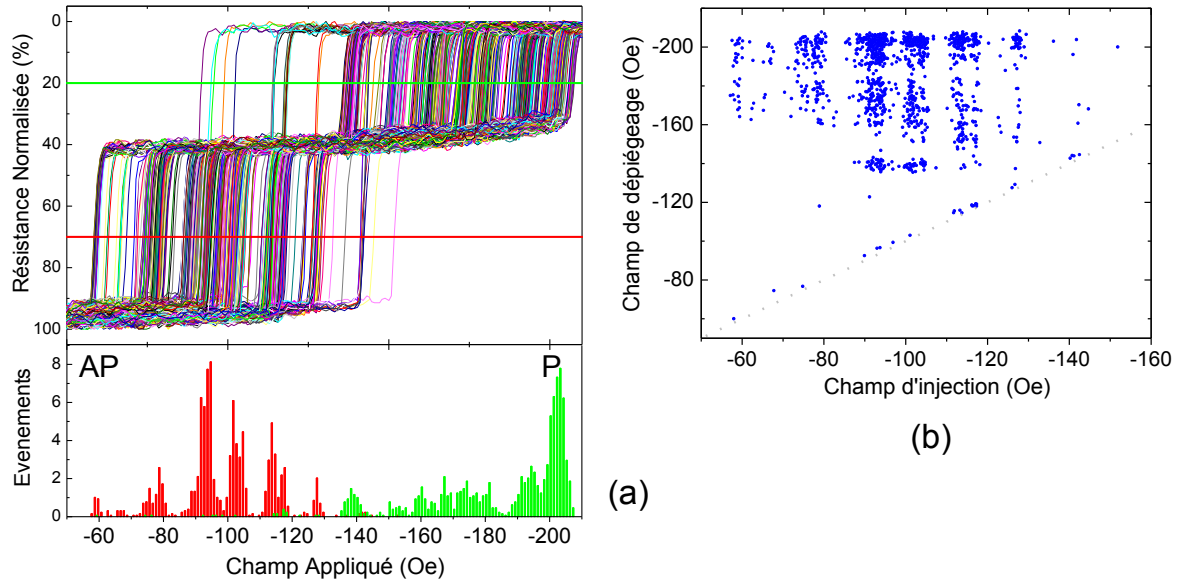 Résistance Normalisée (%)
0
20
40
60
80
100
AP
P
Evenements
8
6
4
2
0
-60 -80 -100 -120 -140 -160 -180 -200
Champ Appliqué (Oe)
(a)
Champ de dépiégeage (Oe)
-200
-160
-120
-80
-60 -80 -100 -120 -140 -160
Champ d'injection (Oe)
(b)